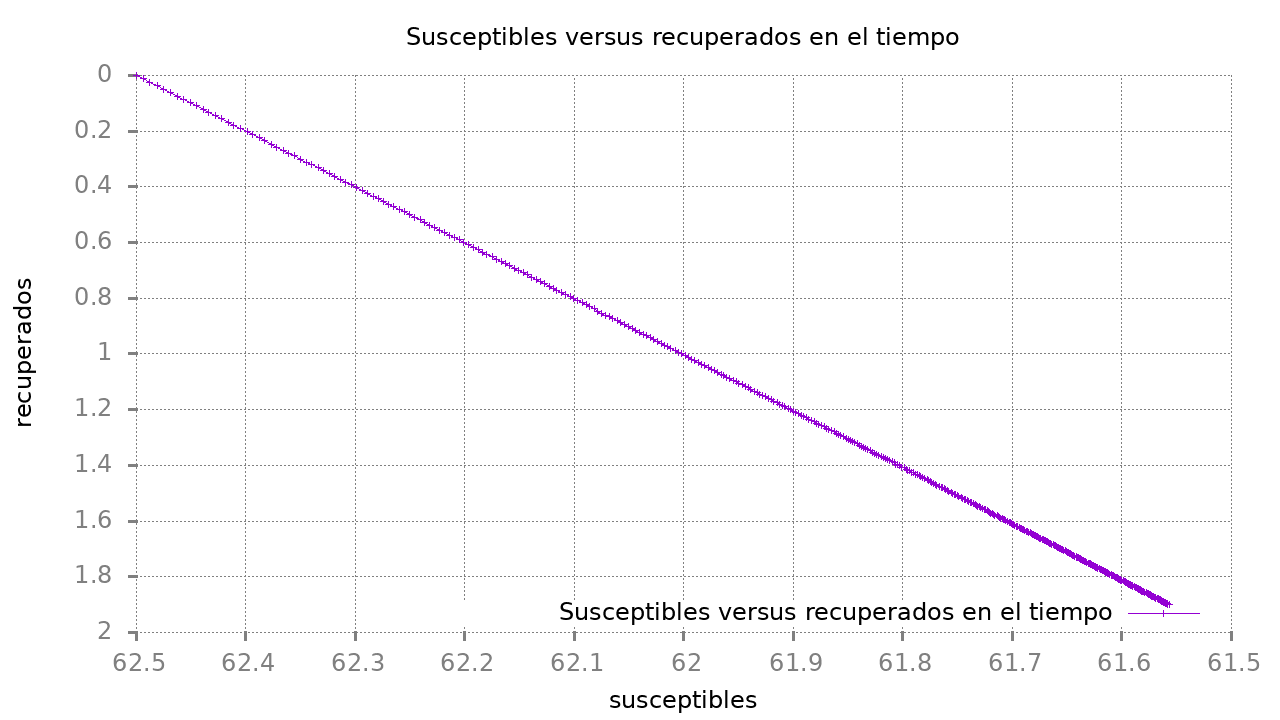 Susceptibles versus recuperados en el tiempo
0
0.2
0.4
0.6
0.8
1
1.2
1.4
1.6
1.8
2
recuperados
Susceptibles versus recuperados en el tiempo
62.5 62.4 62.3 62.2 62.1 62 61.9 61.8 61.7 61.6 61.5
susceptibles